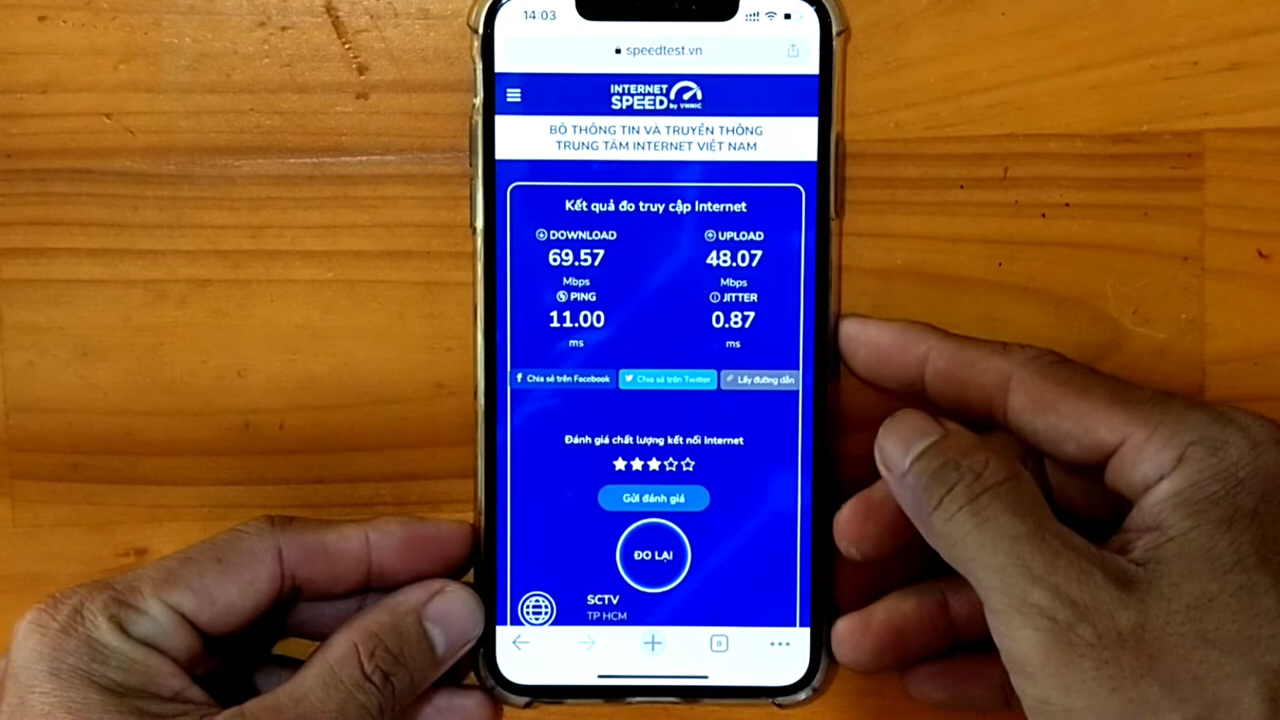 14:03
speedtest.vn
INTERNET
SPEED by VNNIC
BỘ THÔNG TIN VÀ TRUYỀN THÔNG
TRUNG TÂM INTERNET VIỆT NAM
Kết quả đo truy cập Internet
DOWNLOAD UPLOAD
69.57 48.07
Mbps Mbps
PING JITTER
11.00 0.87
ms ms
Chia sẻ trên Facebook Chia sẻ trên Twitter Lấy đường dẫn
Đánh giá chất lượng kết nối Internet
Gửi đánh giá
ĐO LẠI
SCTV
TP HCM